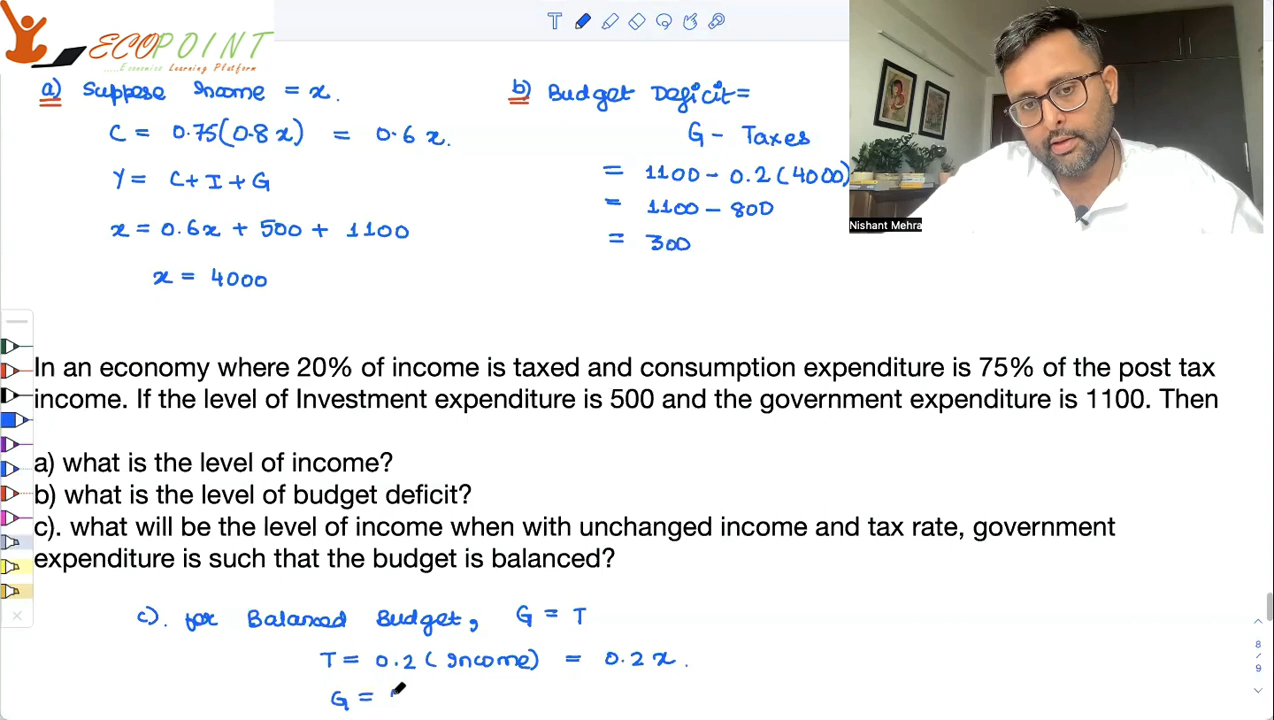 ECOPOINT
.....Economics Learning Platform
a) Suppose Income = x.
C = 0.75(0.8x) = 0.6x.
Y = C+I+G
x = 0.6x + 500 + 1100
x = 4000
b) Budget Deficit =
G - Taxes
= 1100 - 0.2(4000)
= 1100 - 800
= 300
Nishant Mehra
In an economy where 20% of income is taxed and consumption expenditure is 75% of the post tax
income. If the level of Investment expenditure is 500 and the government expenditure is 1100. Then
a) what is the level of income?
b) what is the level of budget deficit?
c). what will be the level of income when with unchanged income and tax rate, government
expenditure is such that the budget is balanced?
c). for Balanced Budget, G = T
T = 0.2 (Income) = 0.2x.
G =
8
/
9